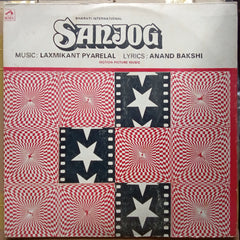 BHARATI INTERNATIONAL
SANJOG
MUSIC: LAXMIKANT PYARELAL LYRICS: ANAND BAKSHI
MOTION PICTURE MUSIC